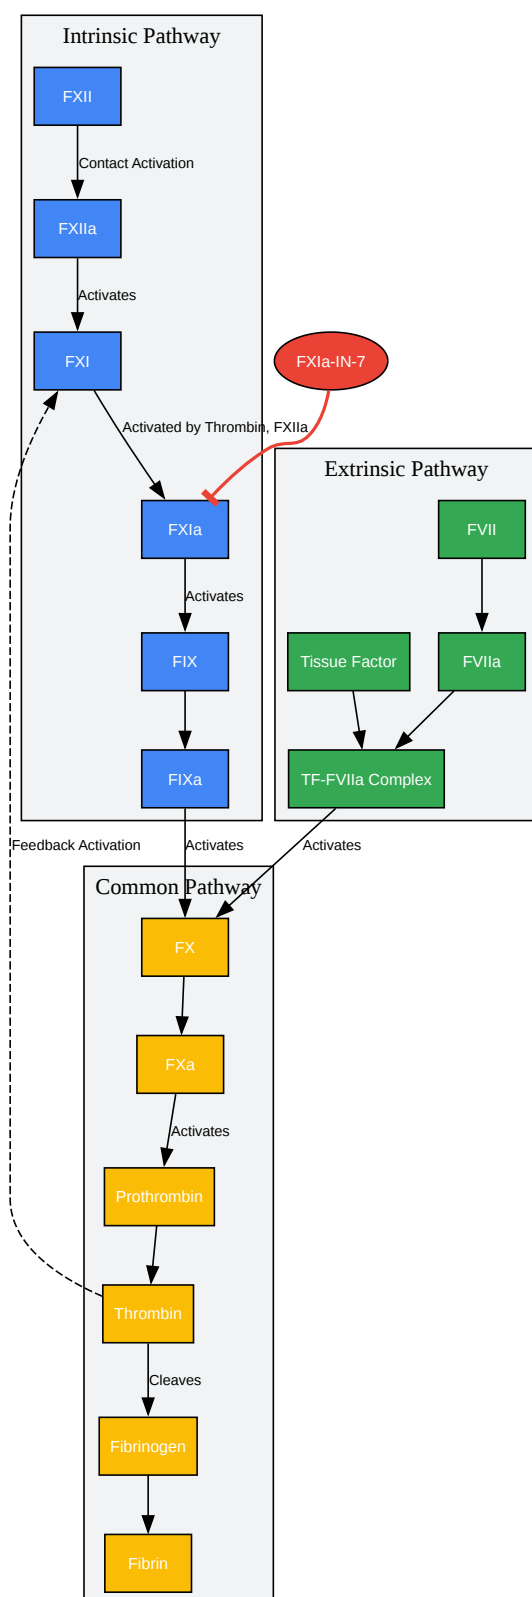 Intrinsic Pathway
FXII
Contact Activation
FXIIa
Activates
FXI
FXIa-IN-7
Activated by Thrombin, FXIIa
Extrinsic Pathway
FXIa
FVII
Activates
FIX
Tissue Factor
FVIIa
FIXa
TF-FVIIa Complex
Feedback Activation
Activates
Activates
Common Pathway
FX
FXa
Activates
Prothrombin
Thrombin
Cleaves
Fibrinogen
Fibrin